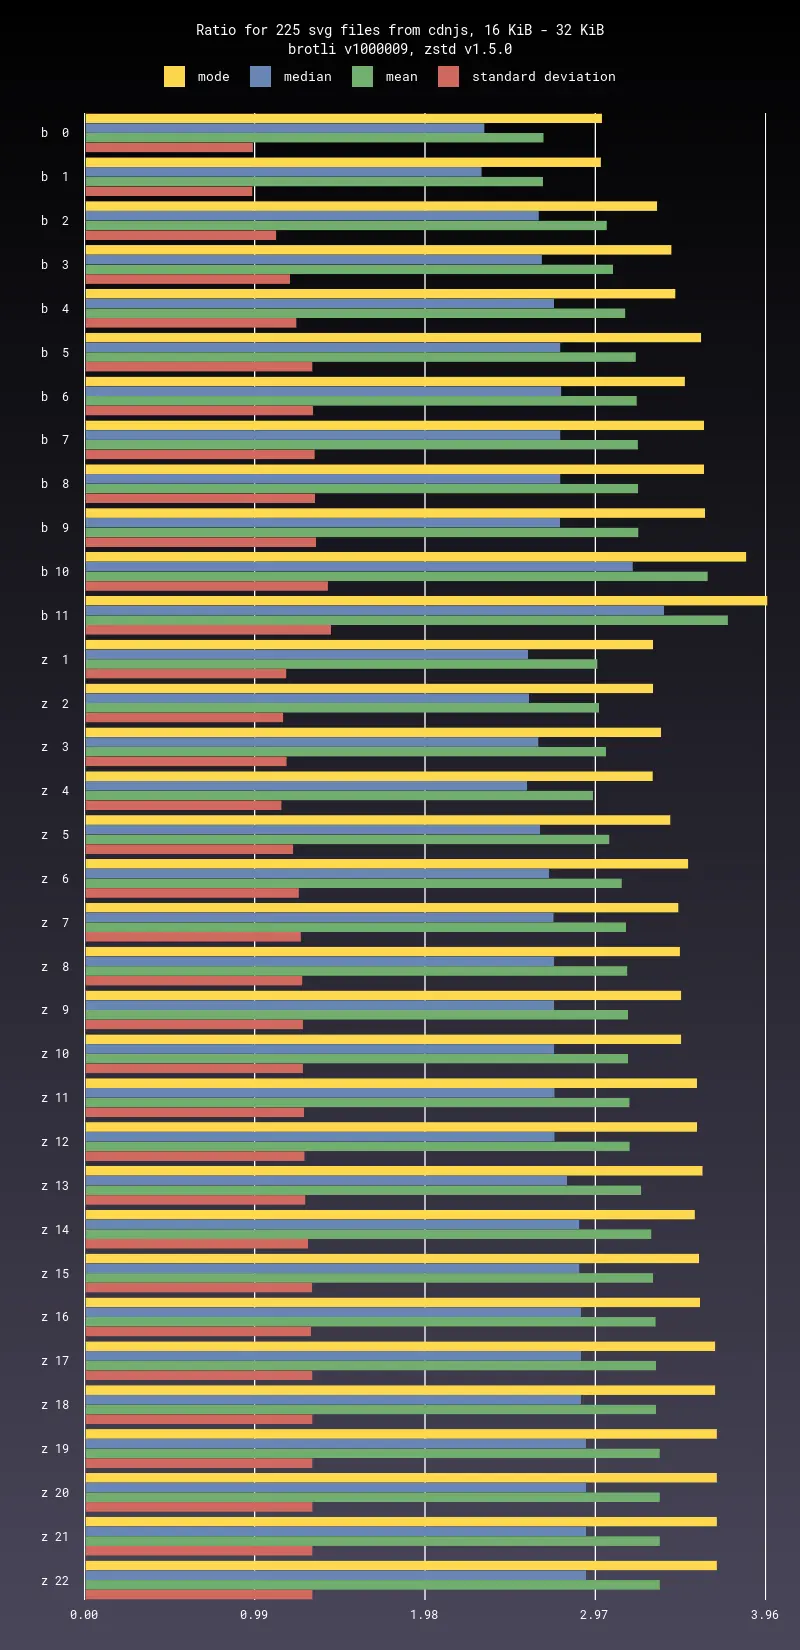 Ratio for 225 svg files from cdnjs, 16 KiB - 32 KiB
brotli v1000009, zstd v1.5.0
mode median mean standard deviation
b 0
b 1
b 2
b 3
b 4
b 5
b 6
b 7
b 8
b 9
b 10
b 11
z 1
z 2
z 3
z 4
z 5
z 6
z 7
z 8
z 9
z 10
z 11
z 12
z 13
z 14
z 15
z 16
z 17
z 18
z 19
z 20
z 21
z 22
0.00 0.99 1.98 2.97 3.96